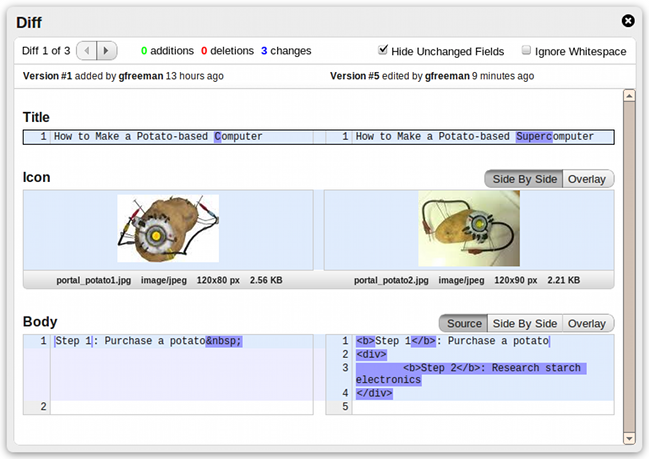 Diff
Diff 1 of 3 0 additions 0 deletions 3 changes Hide Unchanged Fields Ignore Whitespace
Version #1 added by gfreeman 13 hours ago Version #5 edited by gfreeman 9 minutes ago
Title
1 How to Make a Potato-based Computer 1 How to Make a Potato-based Supercomputer
Icon Side By Side Overlay
portal_potato1.jpg image/jpeg 120x80 px 2.56 KB portal_potato2.jpg image/jpeg 120x90 px 2.21 KB
Body Source Side By Side Overlay
1 Step 1: Purchase a potato&nbsp; 1 <b>Step 1</b>: Purchase a potato
2 <div>
3 <b>Step 2</b>: Research starch
electronics
4 </div>
2 5